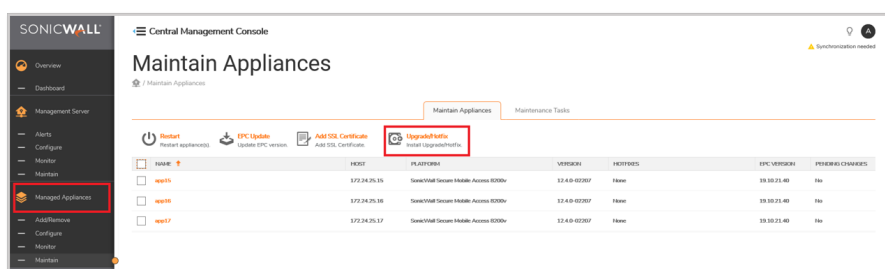 SONICWALL
Central Management Console
A
Synchronization needed
Maintain Appliances
/ Maintain Appliances
Overview
Dashboard
Management Server
Alerts
Configure
Monitor
Maintain
Managed Appliances
Add/Remove
Configure
Monitor
Maintain
Maintain Appliances Maintenance Tasks
Restart EPC Update Add SSL Certificate Upgrade/Hotfix
Restart appliance(s). Update EPC version. Add SSL Certificate. Install Upgrade/Hotfix
NAME HOST PLATFORM VERSION HOTFIXES EPC VERSION PENDING CHANGES
app15 172.24.25.15 SonicWall Secure Mobile Access 8200v 12.4.0-02207 None 19.10.21.40 No
app16 172.24.25.16 SonicWall Secure Mobile Access 8200v 12.4.0-02207 None 19.10.21.40 No
app17 172.24.25.17 SonicWall Secure Mobile Access 8200v 12.4.0-02207 None 19.10.21.40 No